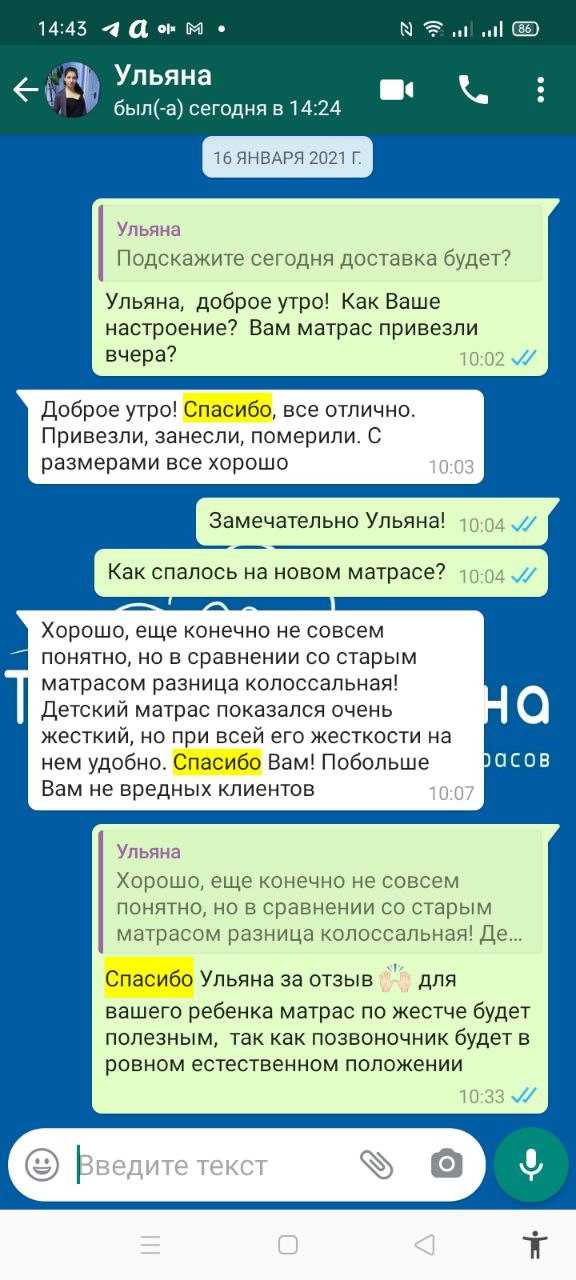 14:43
86
Ульяна
был(-а) сегодня в 14:24
16 ЯНВАРЯ 2021 Г.
Ульяна
Подскажите сегодня доставка будет?
Ульяна,  доброе утро!  Как Ваше
настроение?  Вам матрас привезли
вчера?
10:02
Доброе утро! Спасибо, все отлично.
Привезли, занесли, померили. С
размерами все хорошо
10:03
Замечательно Ульяна!
10:04
Как спалось на новом матрасе?
10:04
Хорошо, еще конечно не совсем
понятно, но в сравнении со старым
матрасом разница колоссальная!
Детский матрас показался очень
жесткий, но при всей его жесткости на
нем удобно. Спасибо Вам! Побольше
Вам не вредных клиентов
10:07
Ульяна
Хорошо, еще конечно не совсем
понятно, но в сравнении со старым
матрасом разница колоссальная! Де...
Спасибо Ульяна за отзыв 🙌🏻 для
вашего ребенка матрас по жестче будет
полезным,  так как позвоночник будет в
ровном естественном положении
10:33
Введите текст